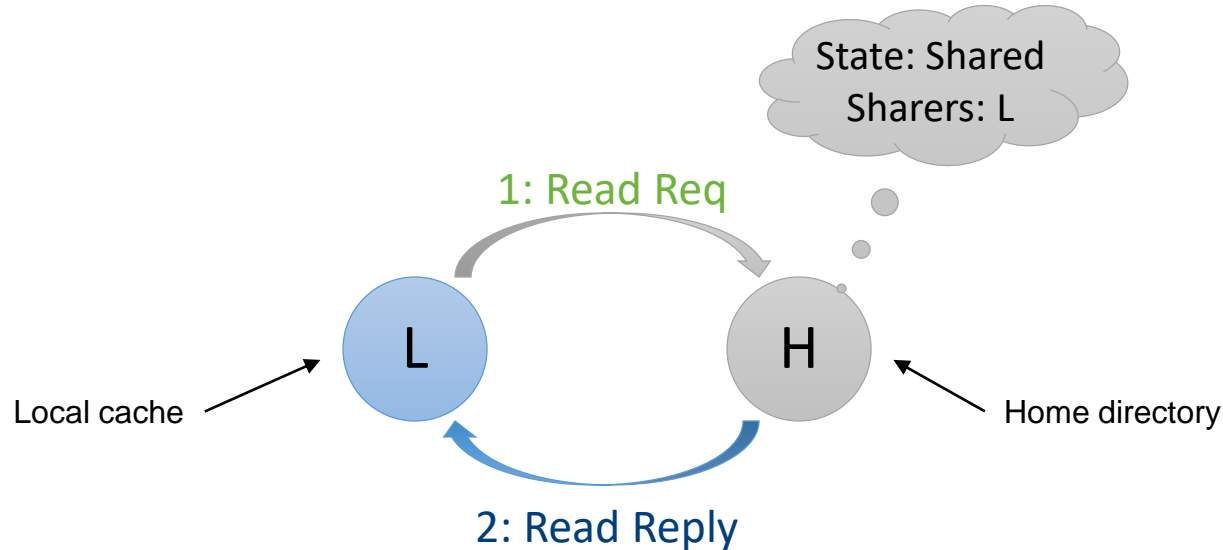 State: Shared
Sharers: L
1: Read Req
L
H
Local cache
Home directory
2: Read Reply